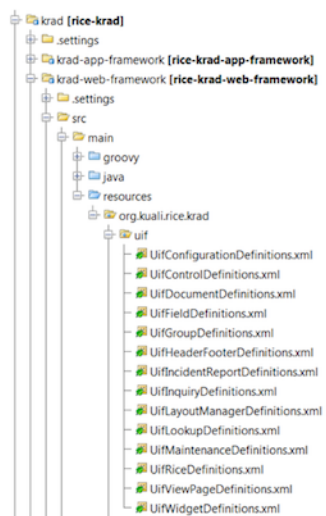 krad [rice-krad]
.settings
krad-app-framework [rice-krad-app-framework]
krad-web-framework [rice-krad-web-framework]
.settings
src
main
groovy
java
resources
org.kuali.rice.krad
uif
UifConfigurationDefinitions.xml
UifControlDefinitions.xml
UifDocumentDefinitions.xml
UifFieldDefinitions.xml
UifGroupDefinitions.xml
UifHeaderFooterDefinitions.xml
UifIncidentReportDefinitions.xml
UifInquiryDefinitions.xml
UifLayoutManagerDefinitions.xml
UifLookupDefinitions.xml
UifMaintenanceDefinitions.xml
UifRiceDefinitions.xml
UifViewPageDefinitions.xml
UifWidgetDefinitions.xml